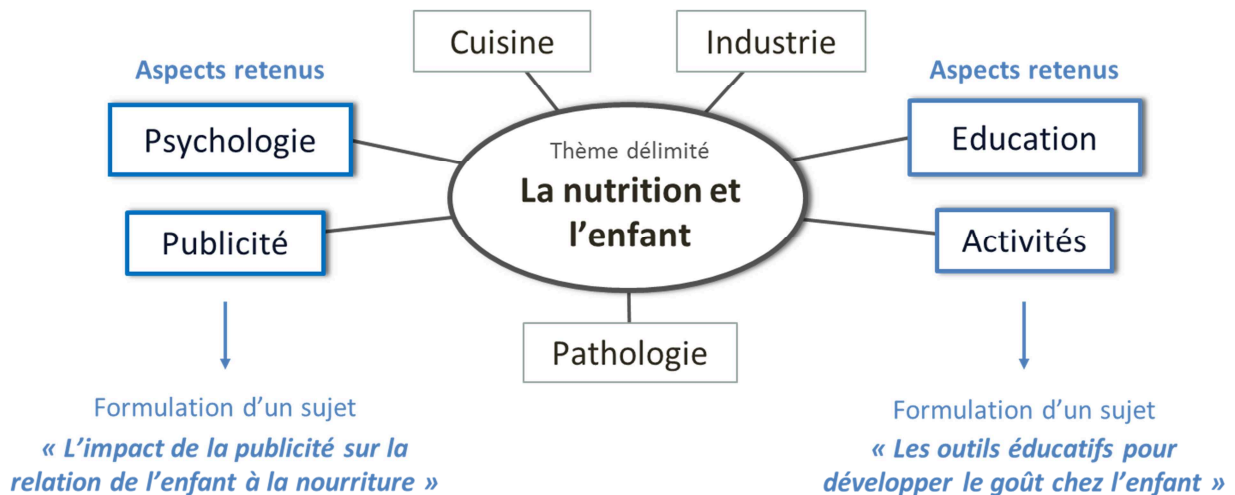 Cuisine
Industrie
Aspects retenus
Aspects retenus
Psychologie
Education
Thème délimité
La nutrition et
l'enfant
Publicité
Activités
Pathologie
Formulation d'un sujet
« L'impact de la publicité sur la
relation de l'enfant à la nourriture »
Formulation d'un sujet
« Les outils éducatifs pour
développer le goût chez l'enfant »